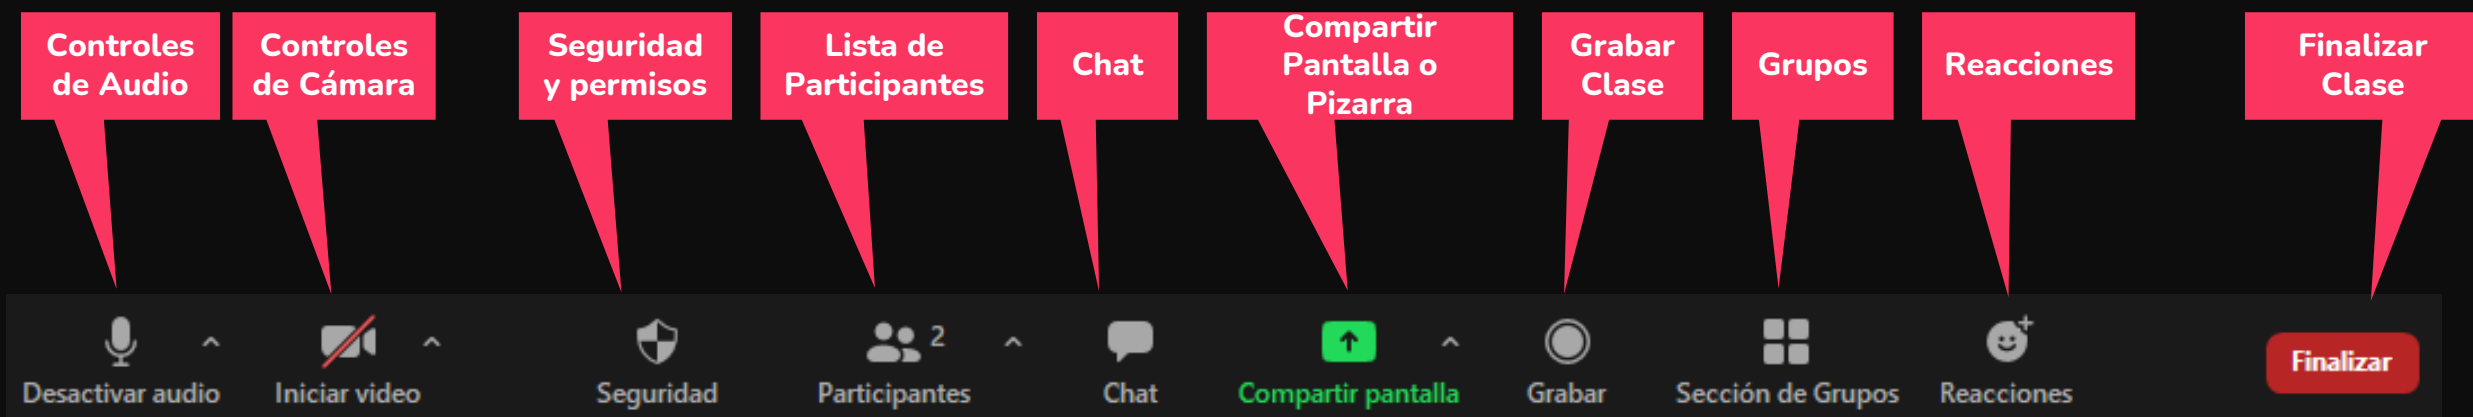 Controles
de Audio
Controles
de Cámara
Seguridad
y permisos
Lista de
Participantes
Chat
Compartir
Pantalla o
Pizarra
Grabar
Clase
Grupos
Reacciones
Finalizar
Clase
Desactivar audio
Iniciar video
Seguridad
2
Participantes
Chat
Compartir pantalla
Grabar
Sección de Grupos
Reacciones
Finalizar